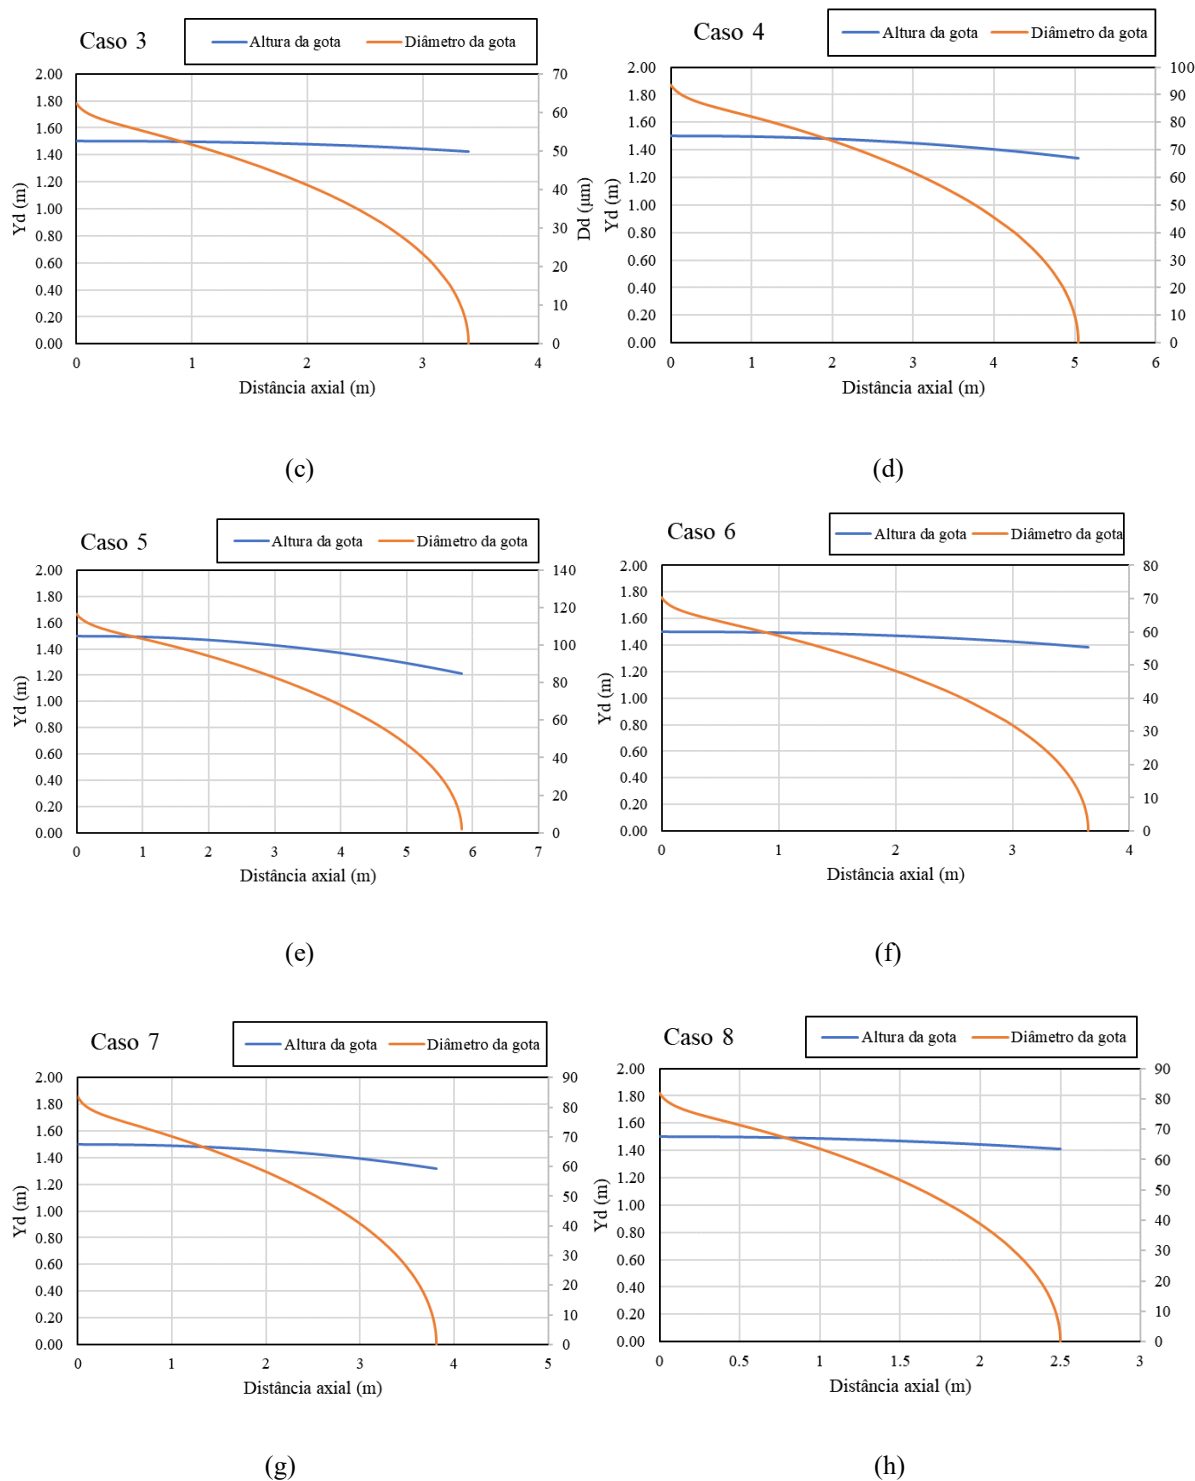 Caso 3
Altura da gota
Diâmetro da gota
2.00
1.80
1.60
1.40
1.20
1.00
0.80
0.60
0.40
0.20
0.00
Yd (m)
70
60
50
40
30
20
10
0
Dd (µm)
0 1 2 3 4
Distância axial (m)
(c)
Caso 4
Altura da gota
Diâmetro da gota
2.00
1.80
1.60
1.40
1.20
1.00
0.80
0.60
0.40
0.20
0.00
Yd (m)
100
90
80
70
60
50
40
30
20
10
0
0 1 2 3 4 5 6
Distância axial (m)
(d)
Caso 5
Altura da gota
Diâmetro da gota
2.00
1.80
1.60
1.40
1.20
1.00
0.80
0.60
0.40
0.20
0.00
Yd (m)
140
120
100
80
60
40
20
0
0 1 2 3 4 5 6 7
Distância axial (m)
(e)
Caso 6
Altura da gota
Diâmetro da gota
2.00
1.80
1.60
1.40
1.20
1.00
0.80
0.60
0.40
0.20
0.00
Yd (m)
80
70
60
50
40
30
20
10
0
0 1 2 3 4
Distância axial (m)
(f)
Caso 7
Altura da gota
Diâmetro da gota
2.00
1.80
1.60
1.40
1.20
1.00
0.80
0.60
0.40
0.20
0.00
Yd (m)
90
80
70
60
50
40
30
20
10
0
0 1 2 3 4 5
Distância axial (m)
(g)
Caso 8
Altura da gota
Diâmetro da gota
2.00
1.80
1.60
1.40
1.20
1.00
0.80
0.60
0.40
0.20
0.00
Yd (m)
90
80
70
60
50
40
30
20
10
0
0 0.5 1 1.5 2 2.5 3
Distância axial (m)
(h)